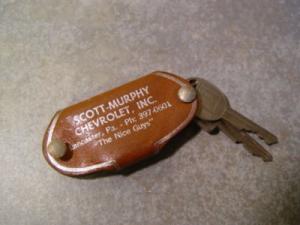 SCOTT-MURPHY
CHEVROLET, INC.
Lancaster, Pa. - Ph: 397-0501
"The Nice Guys"